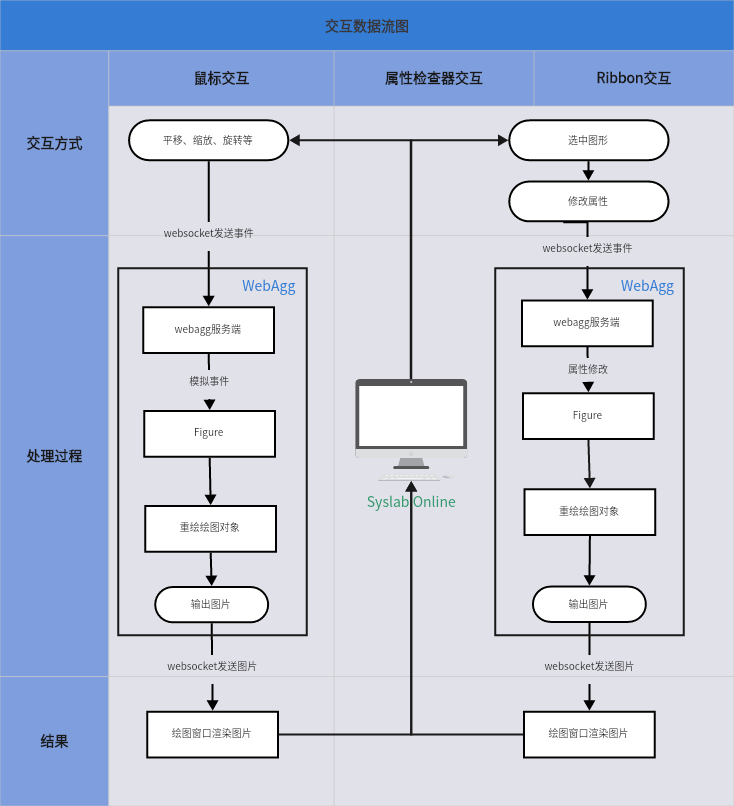 交互数据流图
鼠标交互
属性检查器交互
Ribbon交互
交互方式
平移、缩放、旋转等
选中图形
修改属性
websocket发送事件
websocket发送事件
处理过程
WebAgg
webagg服务端
模拟事件
Figure
重绘绘图对象
输出图片
websocket发送图片
Syslab Online
WebAgg
webagg服务端
属性修改
Figure
重绘绘图对象
输出图片
websocket发送图片
结果
绘图窗口渲染图片
绘图窗口渲染图片